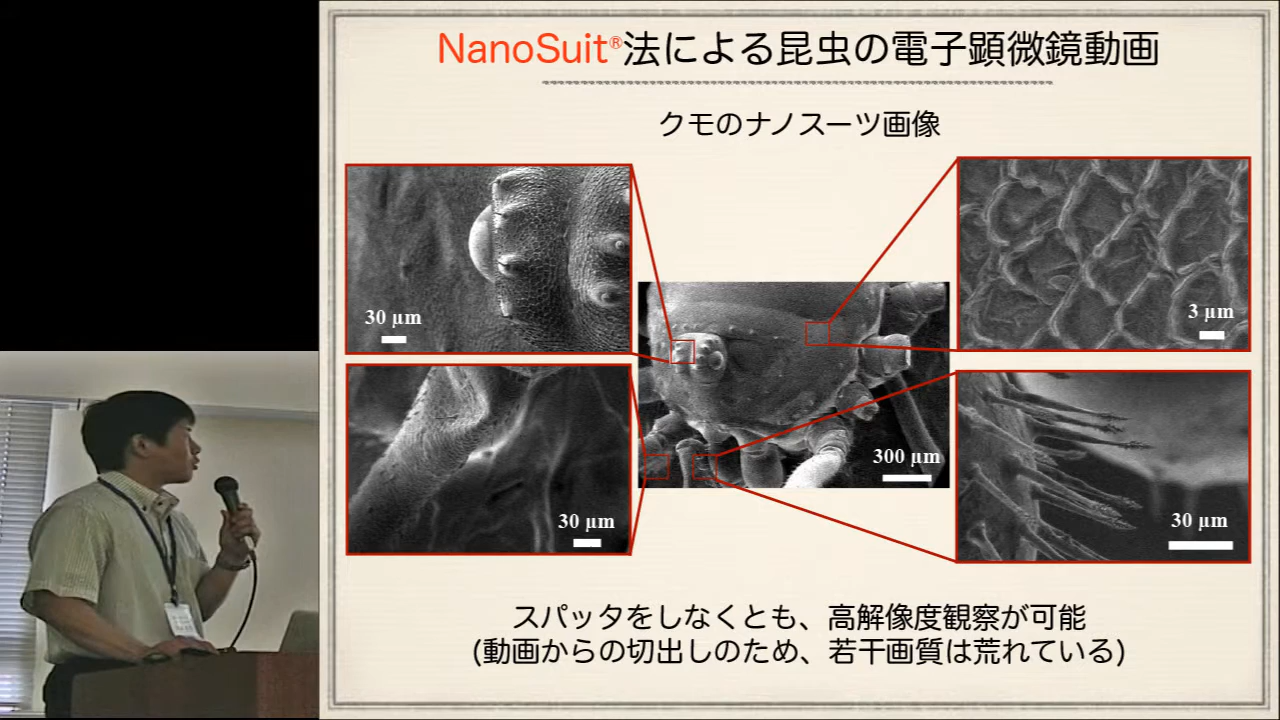 NanoSuit®法による昆虫の電子顕微鏡動画
クモのナノスーツ画像
30 µm
3 µm
300 µm
30 µm
30 µm
スパッタをしなくとも、高解像度観察が可能
(動画からの切出しのため、若干画質は荒れている)